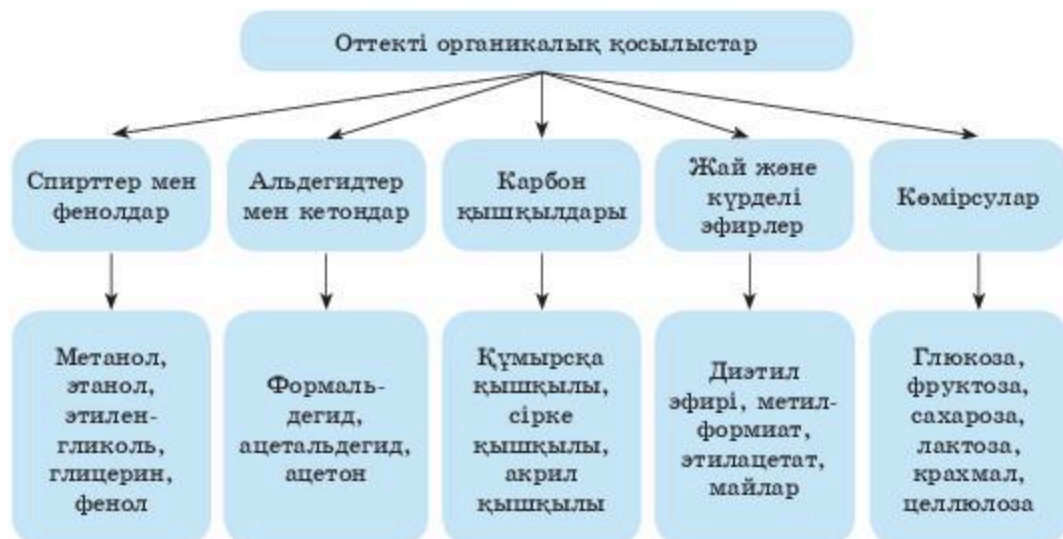 Оттекті органикалық қосылыстар
Спирттер мен
фенолдар
Альдегидтер
мен кетондар
Карбон
қышқылдары
Жай және
күрделі
эфирлер
Көмірсулар
Метанол,
этанол,
этилен-
гликоль,
глицерин,
фенол
Формаль-
дегид,
ацетальдегид,
ацетон
Құмырсқа
қышқылы,
сірке
қышқылы,
акрил
қышқылы
Диэтил
эфирі, метил-
формиат,
этилацетат,
майлар
Глюкоза,
фруктоза,
сахароза,
лактоза,
крахмал,
целлюлоза